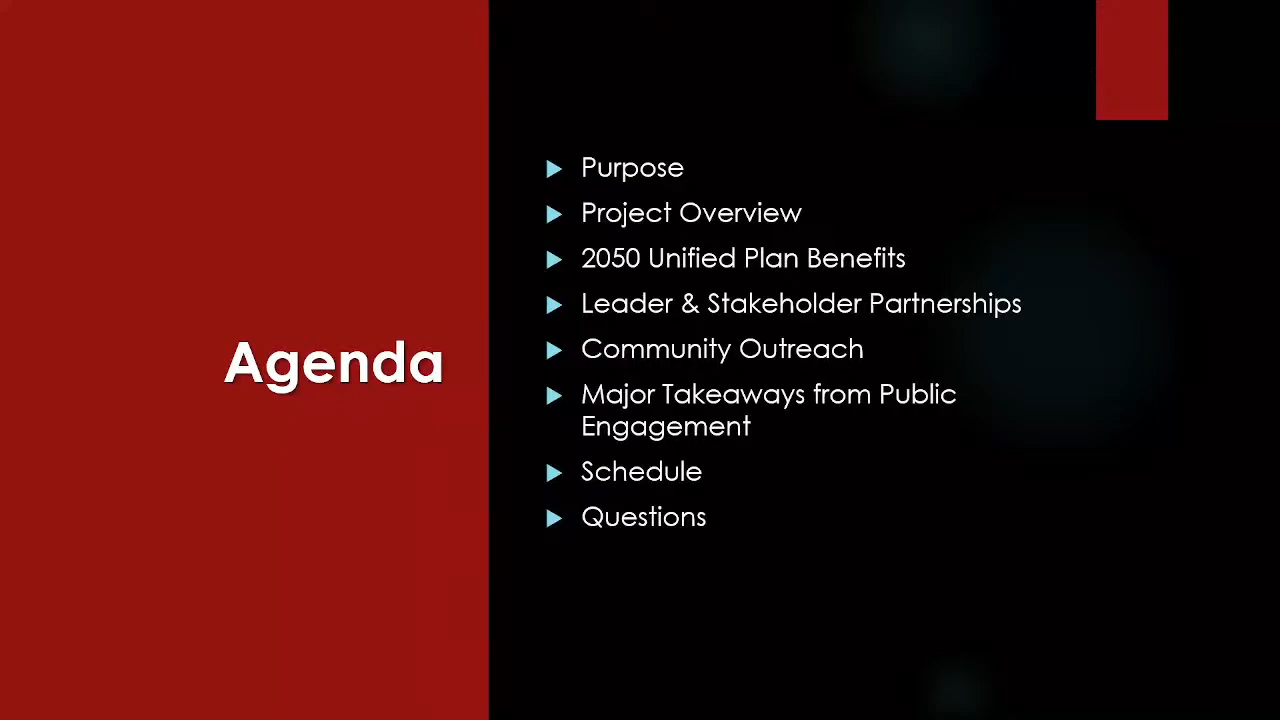 Agenda
Purpose
Project Overview
2050 Unified Plan Benefits
Leader & Stakeholder Partnerships
Community Outreach
Major Takeaways from Public
Engagement
Schedule
Questions